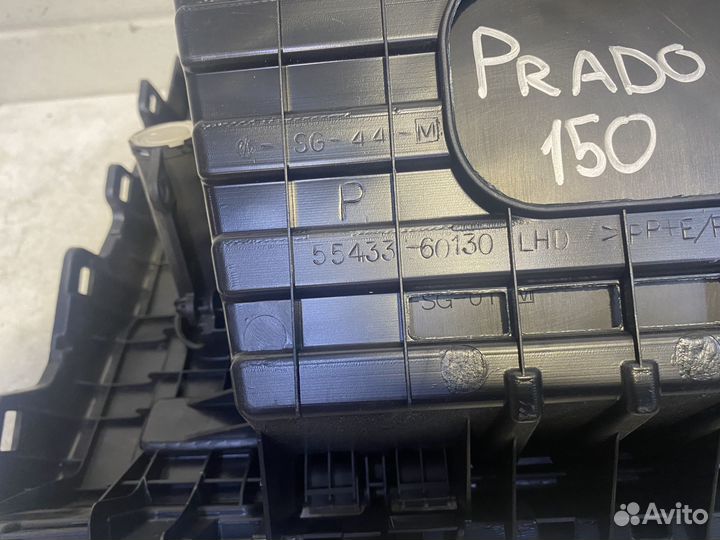 PRADO
150
SG-44-M
P
55433-60130 LHD >PP+E/P
SG-01 M
Avito